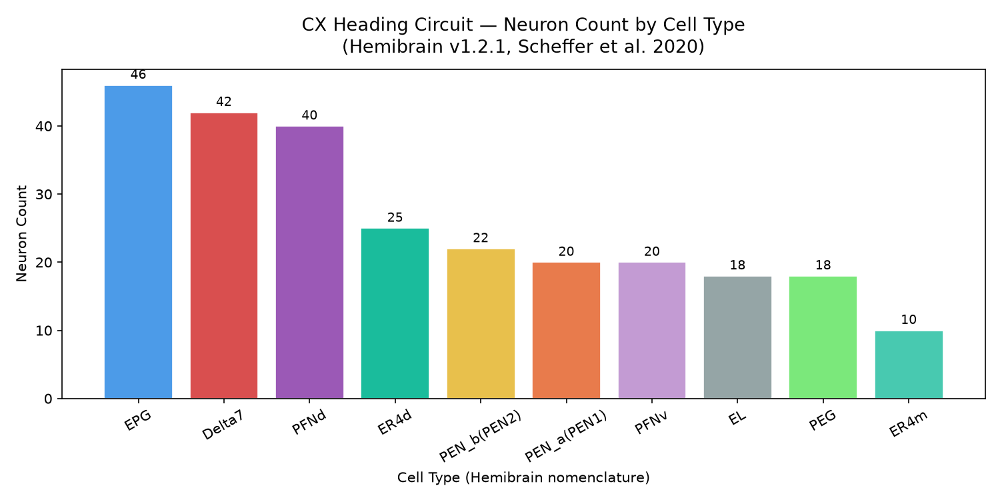 CX Heading Circuit — Neuron Count by Cell Type
(Hemibrain v1.2.1, Scheffer et al. 2020)
Neuron Count
40
30
20
10
0
46
42
40
25
22
20
20
18
18
10
EPG
Delta7
PFNd
ER4d
PEN_b(PEN2)
PEN_a(PEN1)
PFNv
EL
PEG
ER4m
Cell Type (Hemibrain nomenclature)